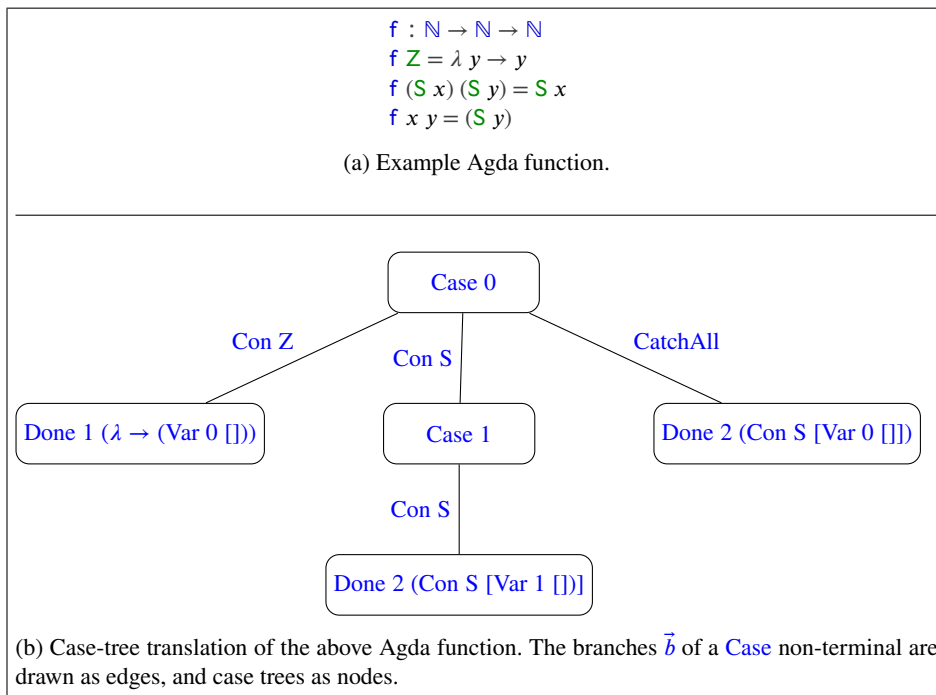 f : ℕ → ℕ → ℕ
f Z = λ y → y
f (S x) (S y) = S x
f x y = (S y)
(a) Example Agda function.
Case 0
Con Z
Con S
CatchAll
Done 1 (λ → (Var 0 []))
Case 1
Done 2 (Con S [Var 0 []])
Con S
Done 2 (Con S [Var 1 [])]
(b) Case-tree translation of the above Agda function. The branches b⃗ of a Case non-terminal are
drawn as edges, and case trees as nodes.